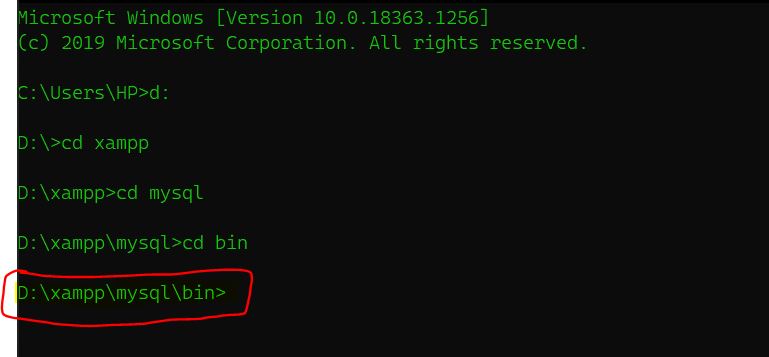 Microsoft Windows [Version 10.0.18363.1256]
(c) 2019 Microsoft Corporation. All rights reserved.
C:\Users\HP>d:
D:\>cd xampp
D:\xampp>cd mysql
D:\xampp\mysql>cd bin
D:\xampp\mysql\bin>